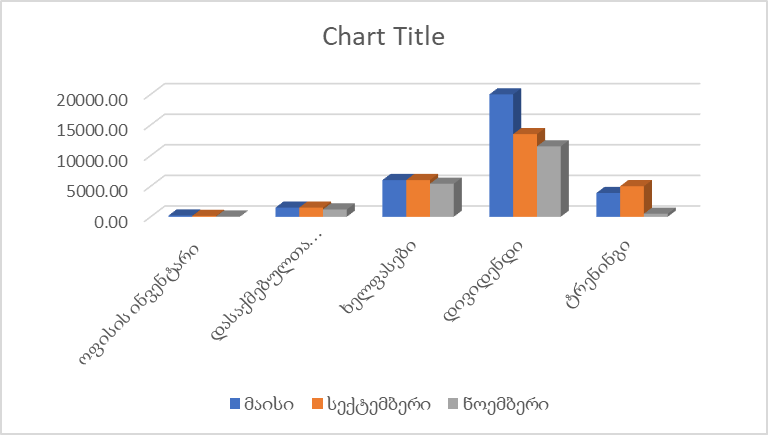 Chart Title
20000.00
15000.00
10000.00
5000.00
0.00
ოფისის ინვენტარი
დასაქმებულთა...
ხელფასები
დივიდენდი
ტრენინგი
მაისი სექტემბერი ნოემბერი